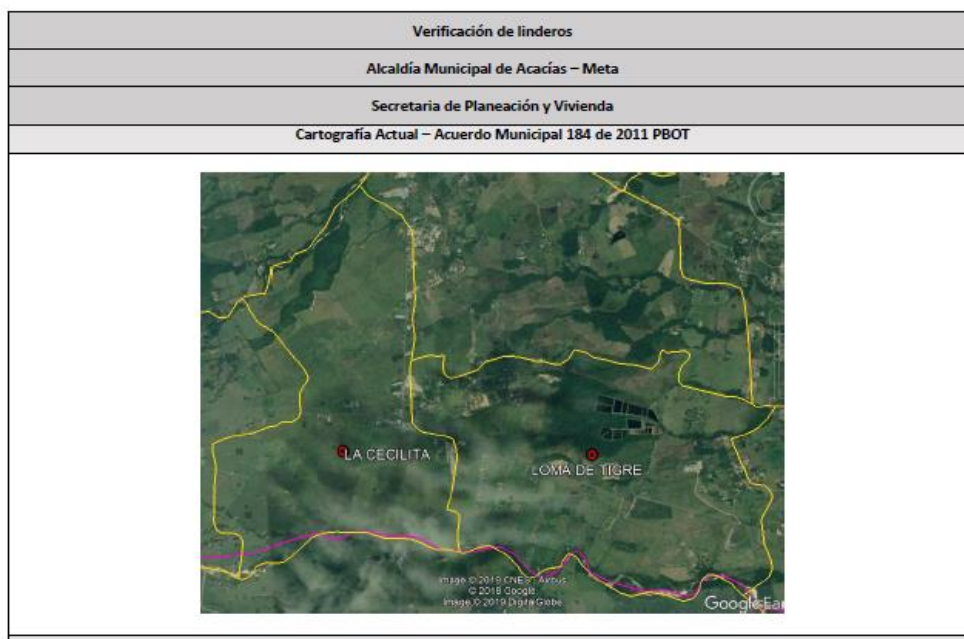 Verificación de linderos
Alcaldía Municipal de Acacías – Meta
Secretaria de Planeación y Vivienda
Cartografía Actual – Acuerdo Municipal 184 de 2011 PBOT
LA CECILITA
LOMA DE TIGRE
Image © 2019 CNES / Airbus
© 2018 Google
Image © 2019 DigitalGlobe
Google Ear